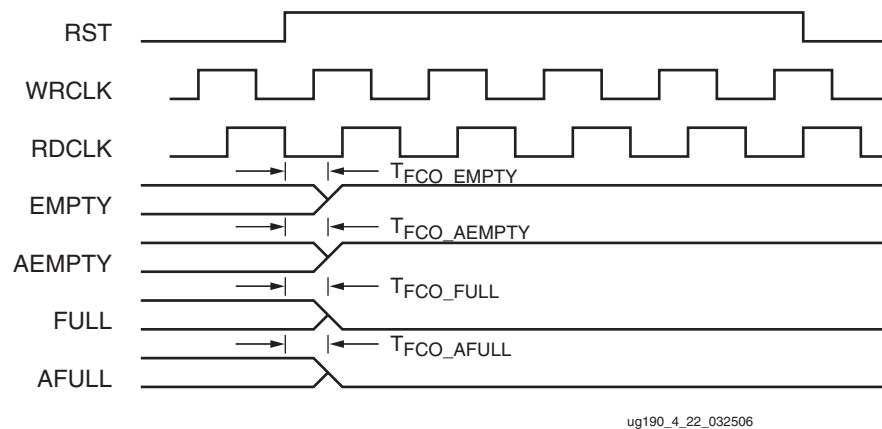 RST
WRCLK
RDCLK
TFCO_EMPTY
EMPTY
TFCO_AEMPTY
AEMPTY
TFCO_FULL
FULL
TFCO_AFULL
AFULL
ug190_4_22_032506